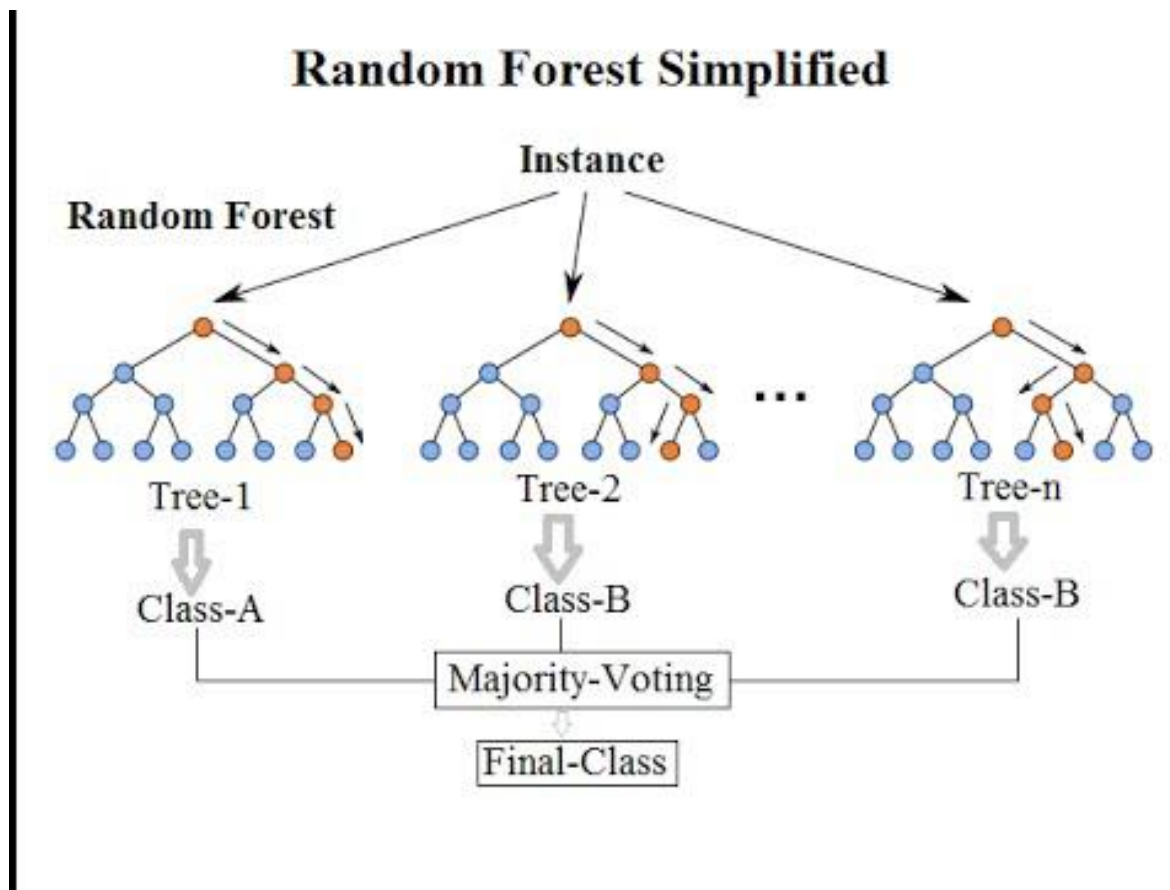 Random Forest Simplified
Instance
Random Forest
...
Tree-1
Tree-2
Tree-n
Class-A
Class-B
Class-B
Majority-Voting
Final-Class